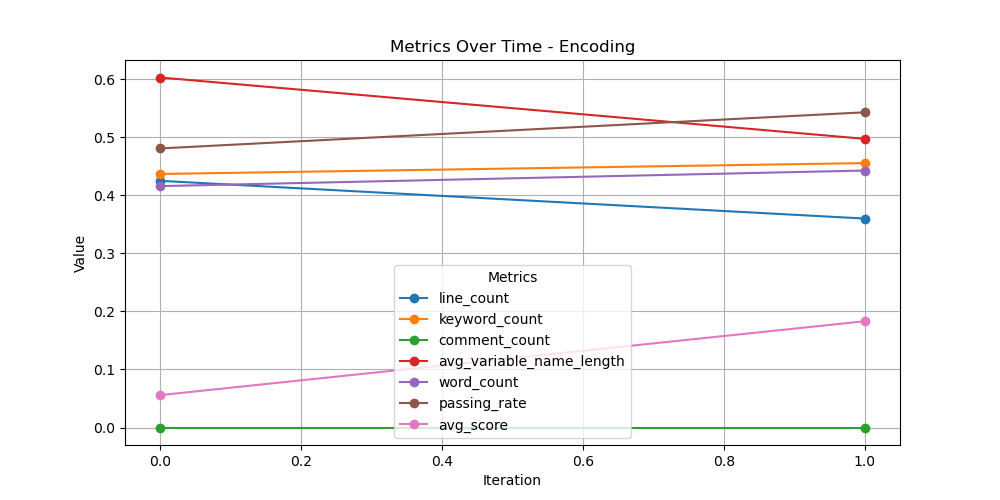 Metrics Over Time - Encoding
Value
0.6
0.5
0.4
0.3
0.2
0.1
0.0
Metrics
line_count
keyword_count
comment_count
avg_variable_name_length
word_count
passing_rate
avg_score
0.0 0.2 0.4 0.6 0.8 1.0
Iteration